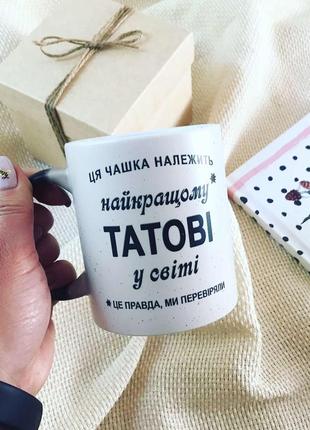 ЦЯ ЧАШКА НАЛЕЖИТЬ
найкращому*
ТАТОВІ
у світі
* ЦЕ ПРАВДА, МИ ПЕРЕВІРЯЛИ